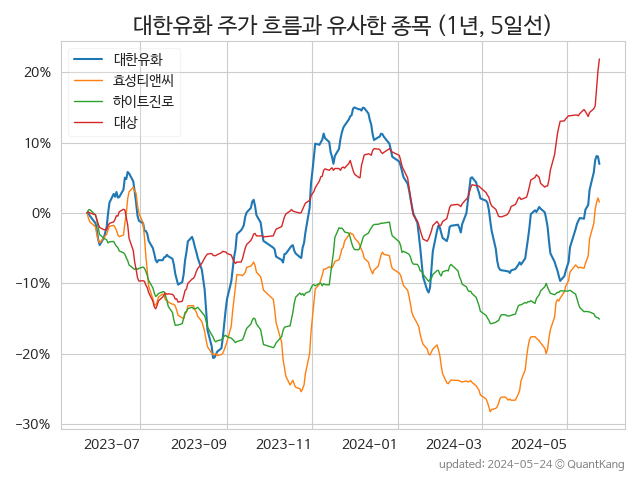 대한유화 주가 흐름과 유사한 종목 (1년, 5일선)
대한유화
효성티앤씨
하이트진로
대상
20%
10%
0%
−10%
−20%
−30%
2023-07 2023-09 2023-11 2024-01 2024-03 2024-05
updated: 2024-05-24 © QuantKang